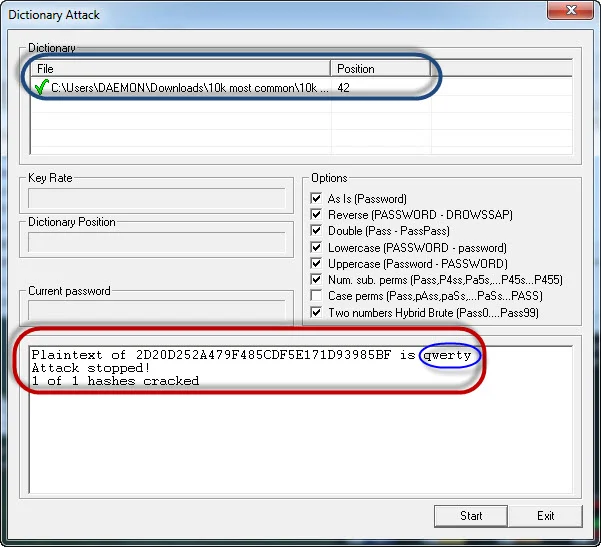 Dictionary Attack
Dictionary
File Position
C:\Users\DAEMON\Downloads\10k most common\10k ... 42
Key Rate
Dictionary Position
Current password
Options
As Is (Password)
Reverse (PASSWORD - DROWSSAP)
Double (Pass - PassPass)
Lowercase (PASSWORD - password)
Uppercase (Password - PASSWORD)
Num. sub. perms (Pass,P4ss,Pa5s,...P45s...P455)
Case perms (Pass,pAss,paSs,...PaSs...PASS)
Two numbers Hybrid Brute (Pass0....Pass99)
Plaintext of 2D20D252A479F485CDF5E171D93985BF is qwerty
Attack stopped!
1 of 1 hashes cracked
Start Exit